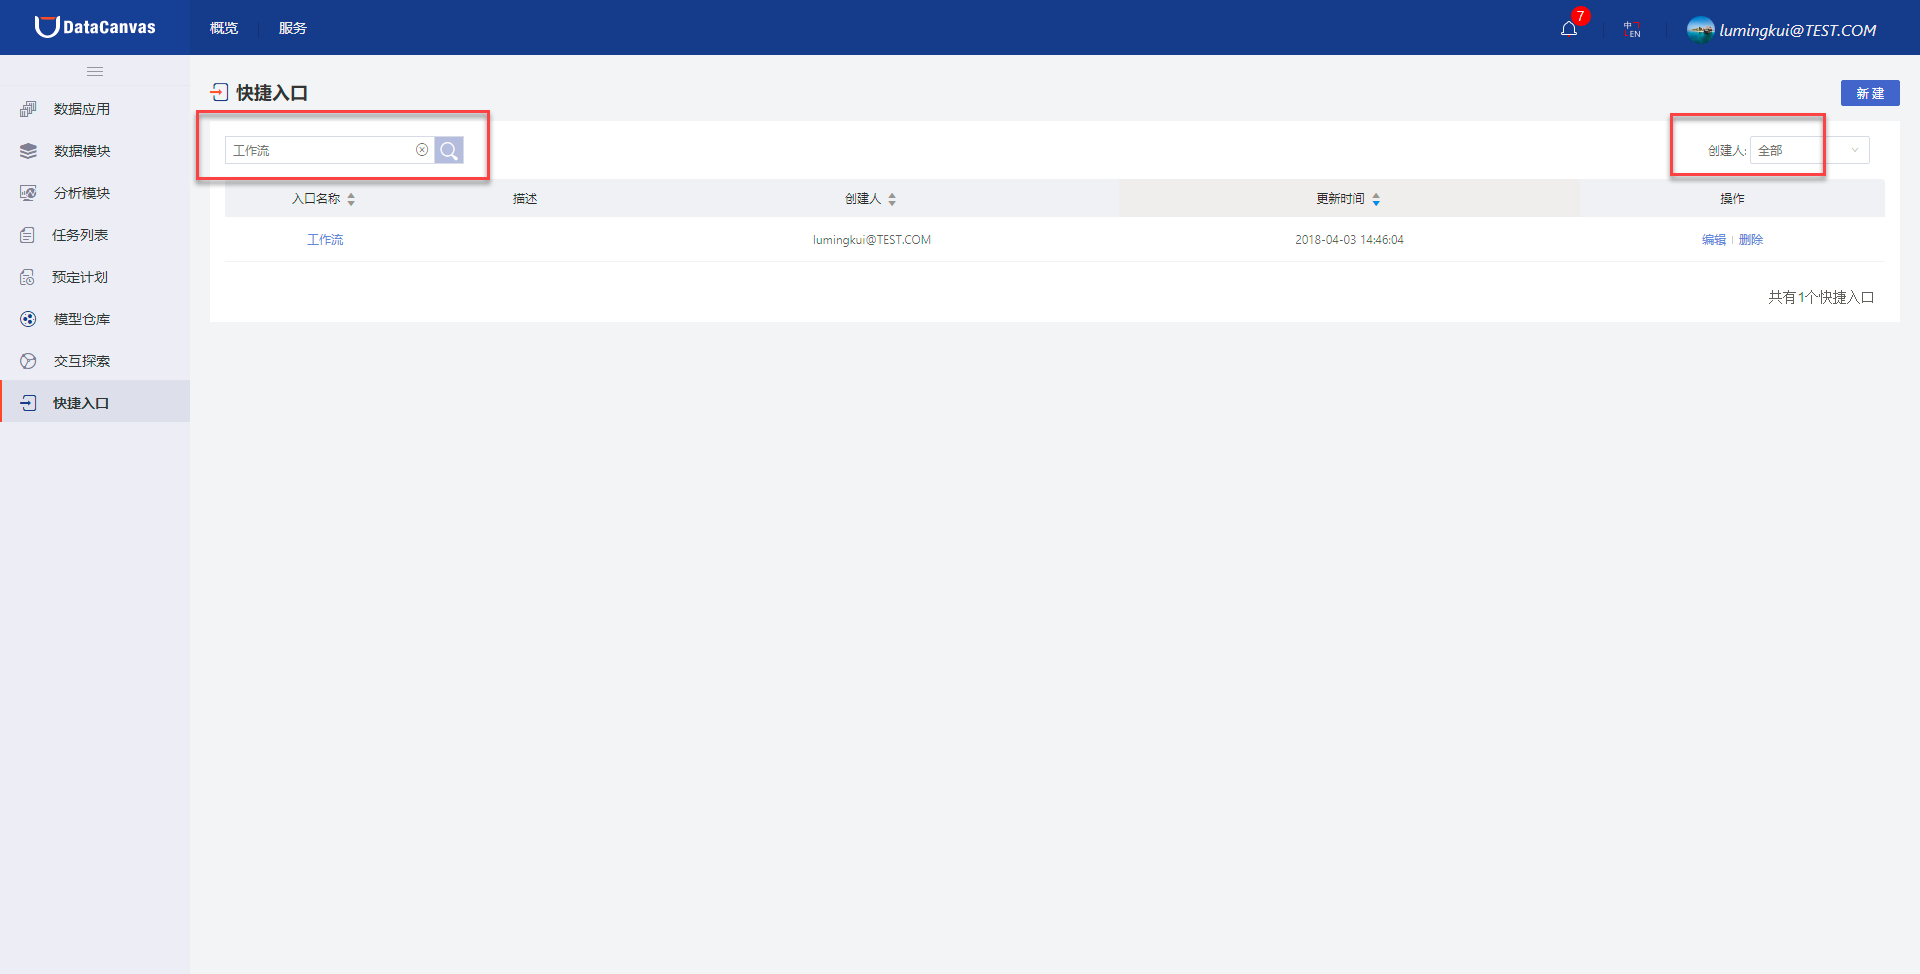 DataCanvas
概览
服务
7
中
EN
lumingkui@TEST.COM
数据应用
数据模块
分析模块
任务列表
预定计划
模型仓库
交互探索
快捷入口
快捷入口
新建
工作流
创建人: 全部
入口名称 描述 创建人 更新时间 操作
工作流 lumingkui@TEST.COM 2018-04-03 14:46:04 编辑 | 删除
共有1个快捷入口